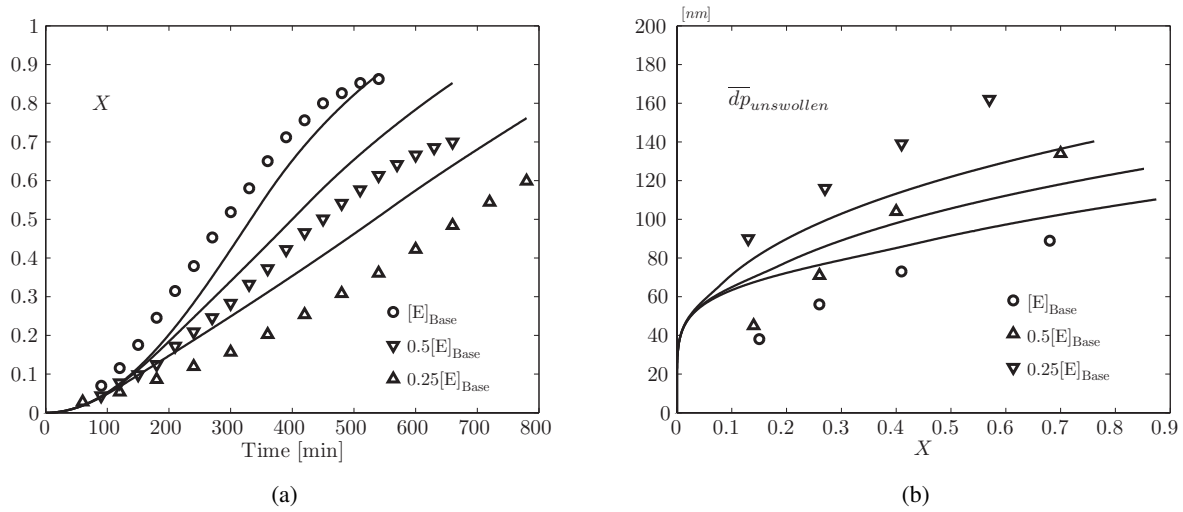 1
0.9
0.8
0.7
0.6
0.5
0.4
0.3
0.2
0.1
0
X
[E]Base
0.5[E]Base
0.25[E]Base
0 100 200 300 400 500 600 700 800
Time [min]
(a)
[nm]
200
180
160
140
120
100
80
60
40
20
0
dp unswollen
[E]Base
0.5[E]Base
0.25[E]Base
0 0.1 0.2 0.3 0.4 0.5 0.6 0.7 0.8 0.9
X
(b)